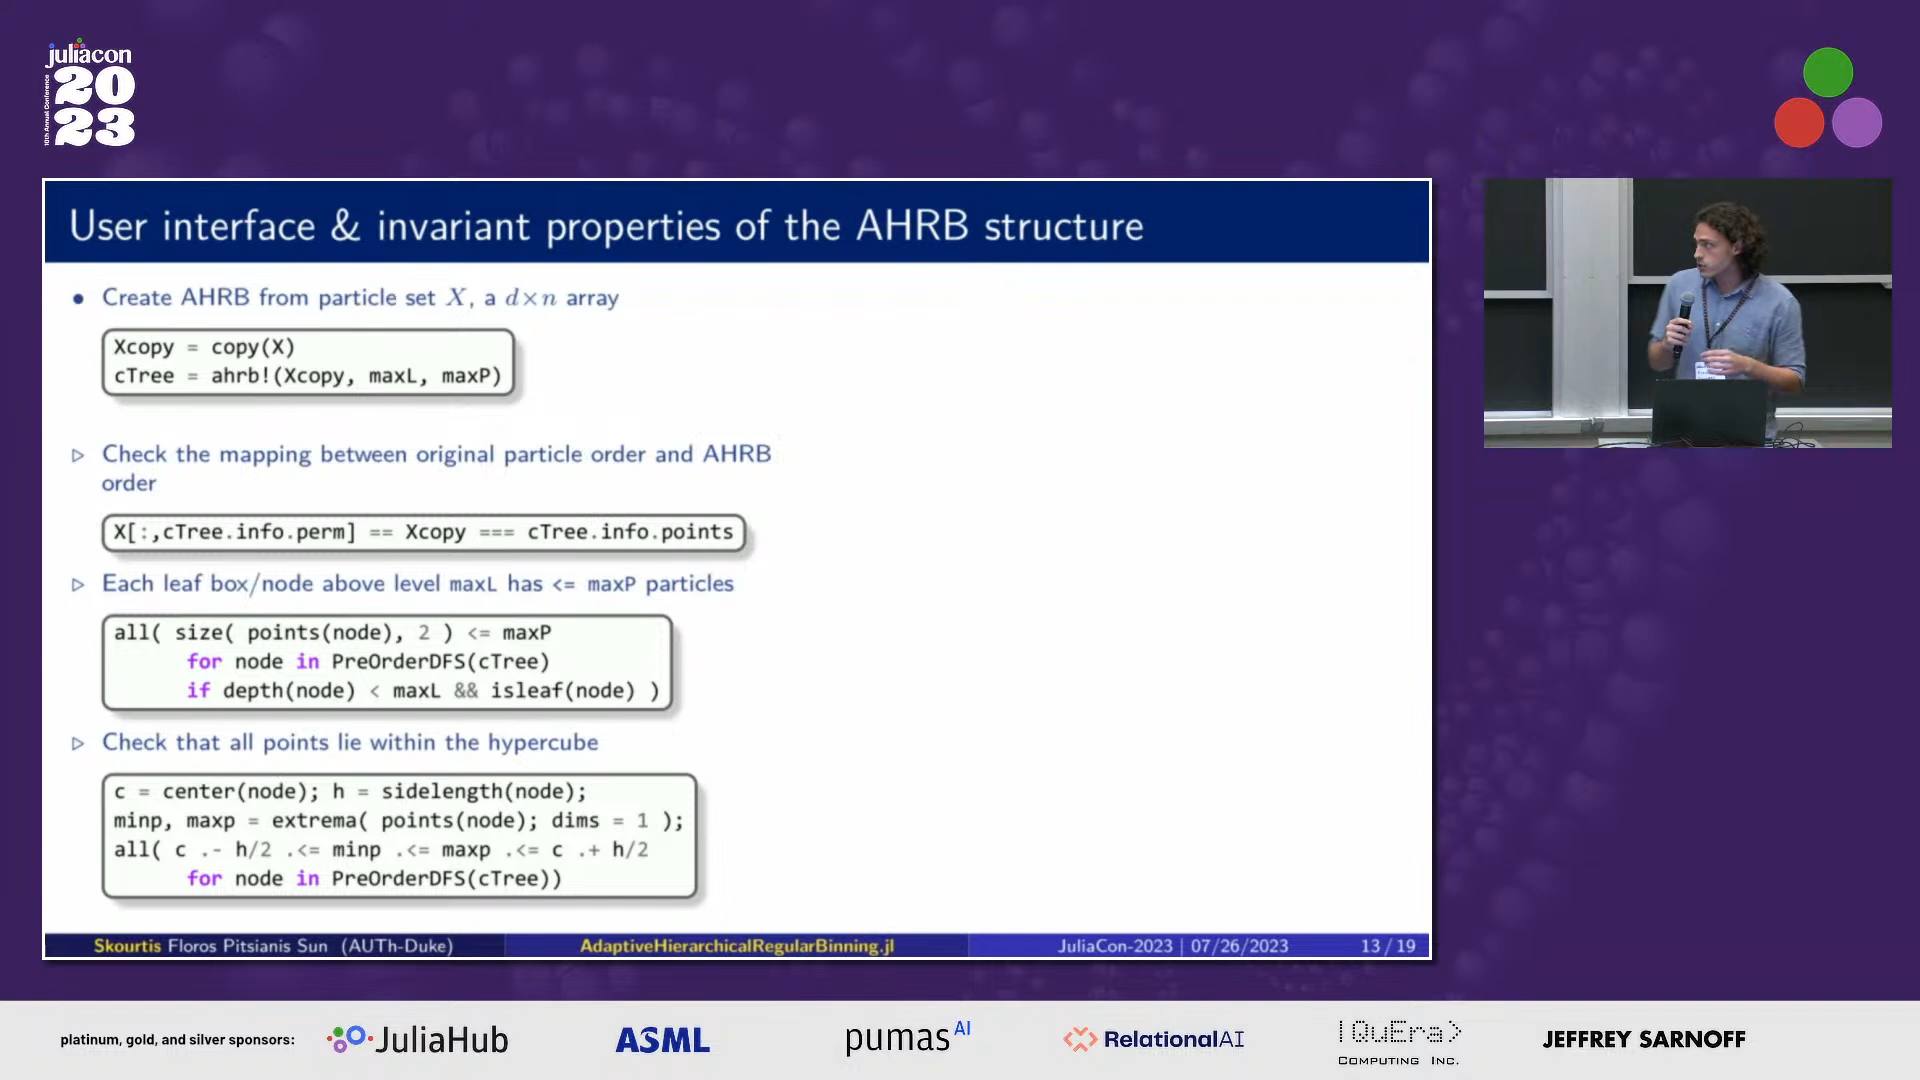 juliacon
10th Annual Conference
20
23
User interface & invariant properties of the AHRB structure
• Create AHRB from particle set X, a d×n array
Xcopy = copy(X)
cTree = ahrb!(Xcopy, maxL, maxP)
▷ Check the mapping between original particle order and AHRB
order
X[:,cTree.info.perm] == Xcopy === cTree.info.points
▷ Each leaf box/node above level maxL has <= maxP particles
all( size( points(node), 2 ) <= maxP
for node in PreOrderDFS(cTree)
if depth(node) < maxL && isleaf(node) )
▷ Check that all points lie within the hypercube
c = center(node); h = sidelength(node);
minp, maxp = extrema( points(node); dims = 1 );
all( c .- h/2 .<= minp .<= maxp .<= c .+ h/2
for node in PreOrderDFS(cTree))
Skourtis Floros Pitsianis Sun (AUTh-Duke) AdaptiveHierarchicalRegularBinning.jl JuliaCon-2023 | 07/26/2023 13 / 19
platinum, gold, and silver sponsors: JuliaHub ASML pumas AI RelationalAI |QuEra> JEFFREY SARNOFF
COMPUTING INC.